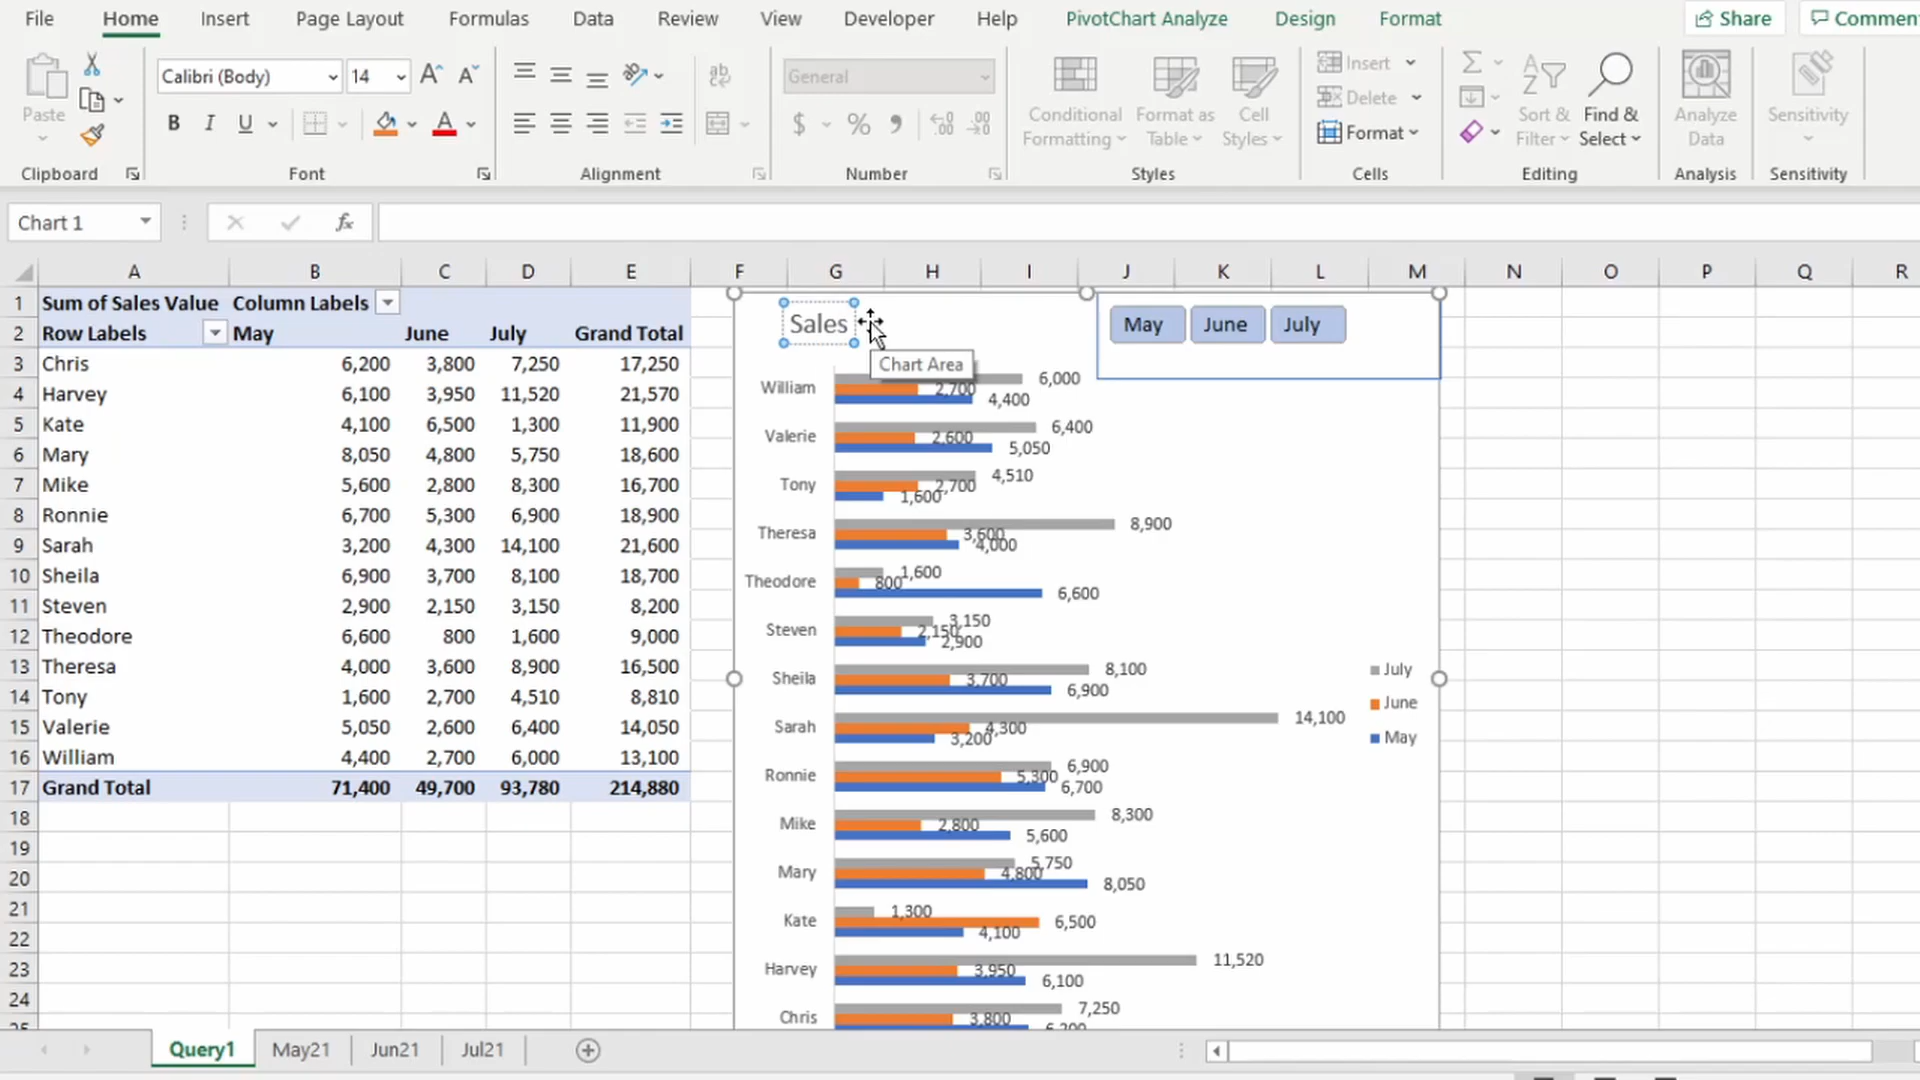 File Home Insert Page Layout Formulas Data Review View Developer Help PivotChart Analyze Design Format Share Commen
Calibri (Body) 14 A A ab General
Paste
B I U A $ % 9
Conditional Formatting
Format as Table
Cell Styles
Insert
Delete
Format
Sort & Filter
Find & Select
Analyze Data
Sensitivity
Clipboard Font Alignment Number Styles Cells Editing Analysis Sensitivity
Chart 1 fx
A B C D E F G H I J K L M N O P Q R
1 Sum of Sales Value Column Labels
2 Row Labels May June July Grand Total
3 Chris 6,200 3,800 7,250 17,250
4 Harvey 6,100 3,950 11,520 21,570
5 Kate 4,100 6,500 1,300 11,900
6 Mary 8,050 4,800 5,750 18,600
7 Mike 5,600 2,800 8,300 16,700
8 Ronnie 6,700 5,300 6,900 18,900
9 Sarah 3,200 4,300 14,100 21,600
10 Sheila 6,900 3,700 8,100 18,700
11 Steven 2,900 2,150 3,150 8,200
12 Theodore 6,600 800 1,600 9,000
13 Theresa 4,000 3,600 8,900 16,500
14 Tony 1,600 2,700 4,510 8,810
15 Valerie 5,050 2,600 6,400 14,050
16 William 4,400 2,700 6,000 13,100
17 Grand Total 71,400 49,700 93,780 214,880
18
19
20
21
22
23
24
25
Sales
Chart Area
May June July
William 6,000 2,700 4,400
Valerie 6,400 2,600 5,050
Tony 4,510 2,700 1,600
Theresa 8,900 3,600 4,000
Theodore 1,600 800 6,600
Steven 3,150 2,150 2,900
Sheila 8,100 3,700 6,900
Sarah 14,100 4,300 3,200
Ronnie 6,900 5,300 6,700
Mike 8,300 2,800 5,600
Mary 5,750 4,800 8,050
Kate 1,300 6,500 4,100
Harvey 11,520 3,950 6,100
Chris 7,250 3,800 6,200
July
June
May
Query1 May21 Jun21 Jul21